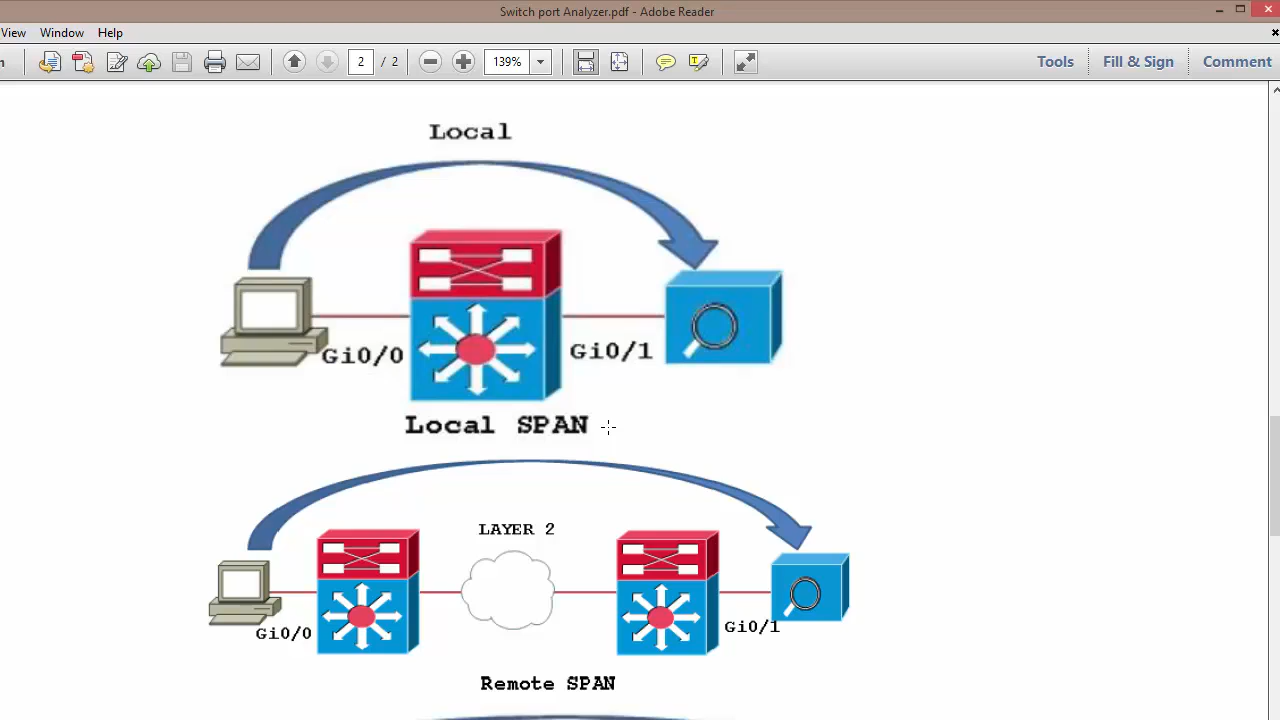 Switch port Analyzer.pdf - Adobe Reader
View Window Help
2 / 2 139% Tools Fill & Sign Comment
Local
Gi0/0 Gi0/1
Local SPAN
LAYER 2
Gi0/0 Gi0/1
Remote SPAN